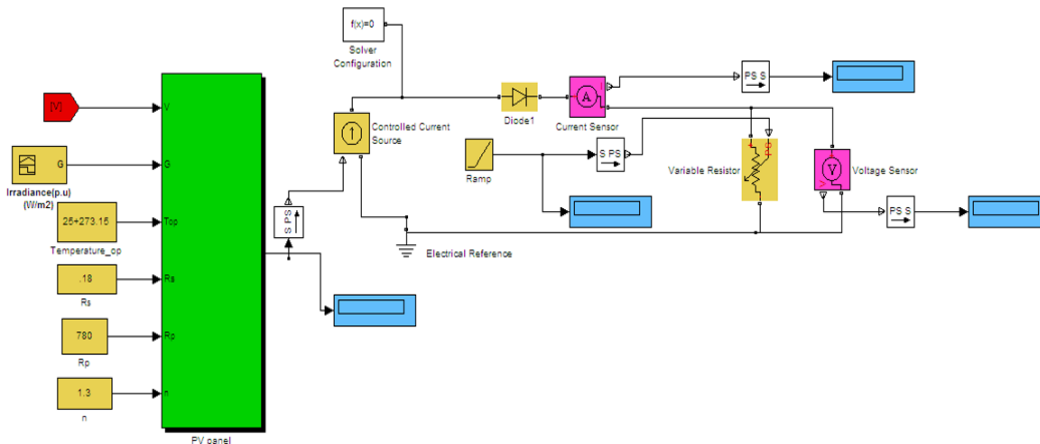 f(x)=0
Solver
Configuration
[V]
V
G
G
Irradiance(p.u)
(W/m2)
25+273.15
Top
Temperature_op
.18
Rs
Rs
780
Rp
Rp
1.3
n
n
PV panel
S PS
Controlled Current
Source
Electrical Reference
Diode1
A
I
Current Sensor
PS S
Ramp
S PS
Variable Resistor
PS
V
V
Voltage Sensor
PS S